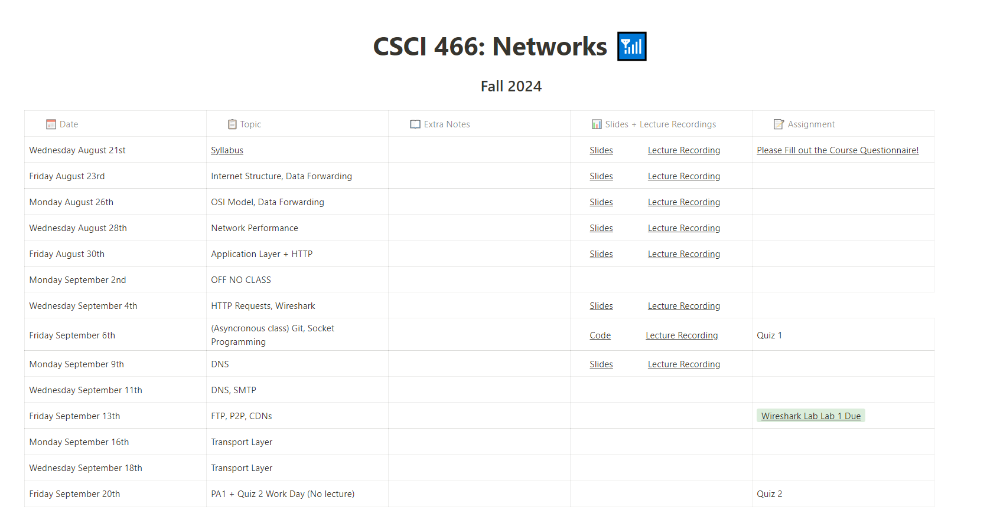 CSCI 466: Networks
Fall 2024
Date Topic Extra Notes Slides + Lecture Recordings Assignment
Wednesday August 21st Syllabus Slides Lecture Recording Please Fill out the Course Questionnaire!
Friday August 23rd Internet Structure, Data Forwarding Slides Lecture Recording
Monday August 26th OSI Model, Data Forwarding Slides Lecture Recording
Wednesday August 28th Network Performance Slides Lecture Recording
Friday August 30th Application Layer + HTTP Slides Lecture Recording
Monday September 2nd OFF NO CLASS
Wednesday September 4th HTTP Requests, Wireshark Slides Lecture Recording
Friday September 6th (Asyncronous class) Git, Socket
Programming Code Lecture Recording Quiz 1
Monday September 9th DNS Slides Lecture Recording
Wednesday September 11th DNS, SMTP
Friday September 13th FTP, P2P, CDNs Wireshark Lab Lab 1 Due
Monday September 16th Transport Layer
Wednesday September 18th Transport Layer
Friday September 20th PA1 + Quiz 2 Work Day (No lecture) Quiz 2